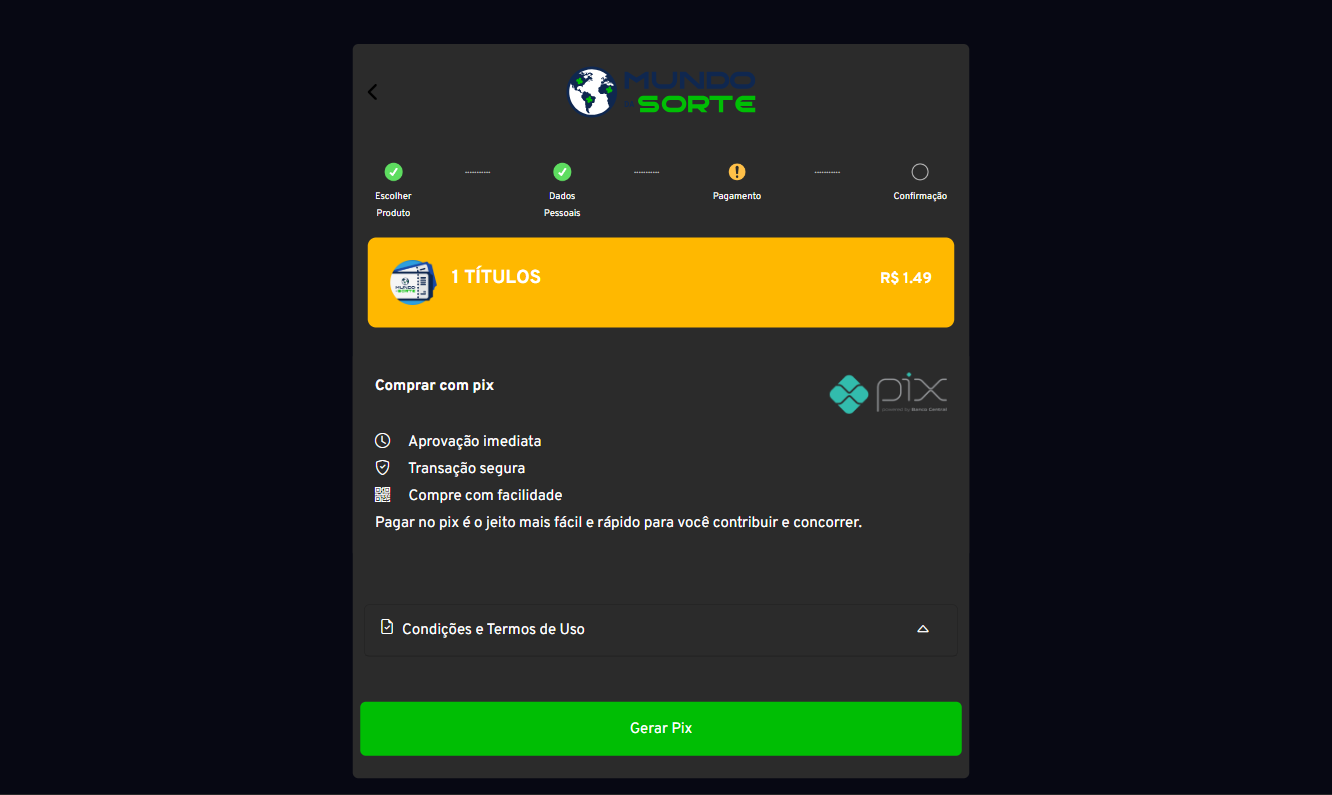 MUNDO
SORTE
Escolher
Produto
Dados
Pessoais
Pagamento
Confirmação
1 TÍTULOS
R$ 1.49
MUNDO
SORTE
Comprar com pix
pix
powered by Banco Central
Aprovação imediata
Transação segura
Compre com facilidade
Pagar no pix é o jeito mais fácil e rápido para você contribuir e concorrer.
Condições e Termos de Uso
Gerar Pix